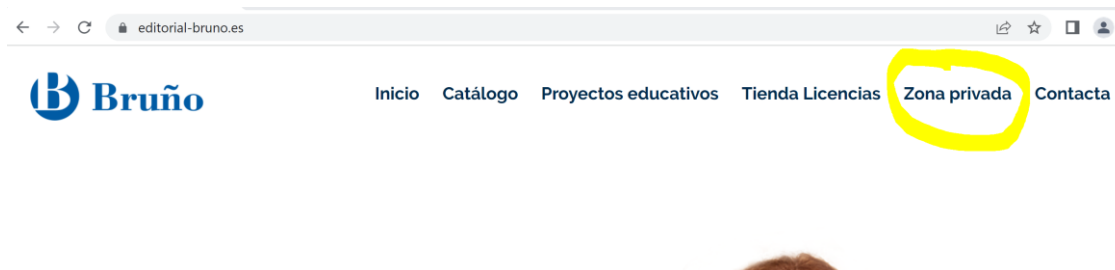 editorial-bruno.es
Bruño
Inicio Catálogo Proyectos educativos Tienda Licencias Zona privada Contacta